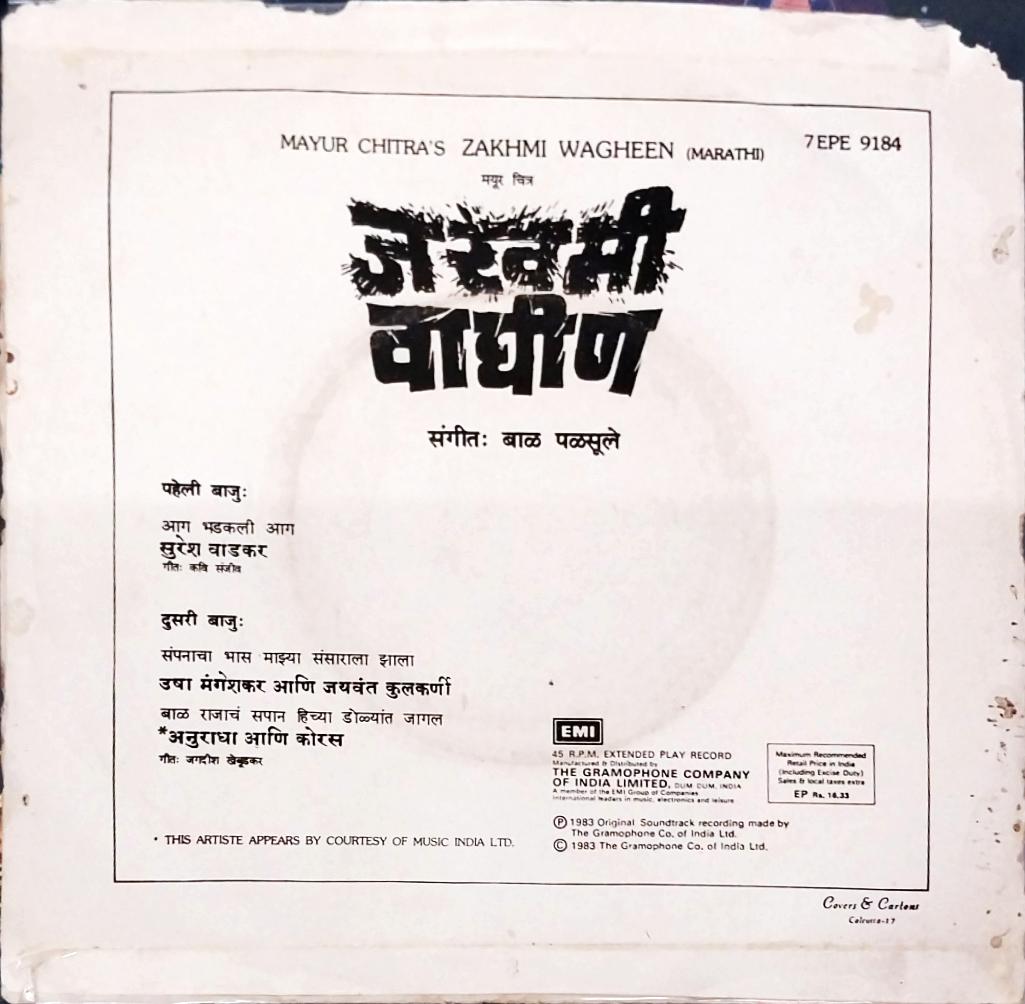 MAYUR CHITRA'S ZAKHMI WAGHEEN (MARATHI) 7EPE 9184
मयूर चित्र
जखमी
वाघीण
संगीतः बाळ पळसूले
पहेली बाजुः
आग भडकली आग
सुरेश वाडकर
गीतः कवि संजीव
दुसरी बाजुः
संपनाचा भास माझ्या संसाराला झाला
उषा मंगेशकर आणि जयवंत कुलकर्णी
बाळ राजाचं सपान हिच्या डोळ्यांत जागल
*अनुराधा आणि कोरस
गीतः जगदीश खेबूडकर
* THIS ARTISTE APPEARS BY COURTESY OF MUSIC INDIA LTD.
EMI
45 R.P.M. EXTENDED PLAY RECORD
Manufactured & Distributed by
THE GRAMOPHONE COMPANY
OF INDIA LIMITED, DUM DUM, INDIA
A member of the EMI Group of Companies
International leaders in music, electronics and leisure
Maximum Recommended
Retail Price in India
(Including Excise Duty)
Sales & local taxes extra
EP Rs. 16.33
Ⓟ 1983 Original Soundtrack recording made by
The Gramophone Co. of India Ltd.
© 1983 The Gramophone Co. of India Ltd.
Covers & Cartons
Calcutta-17